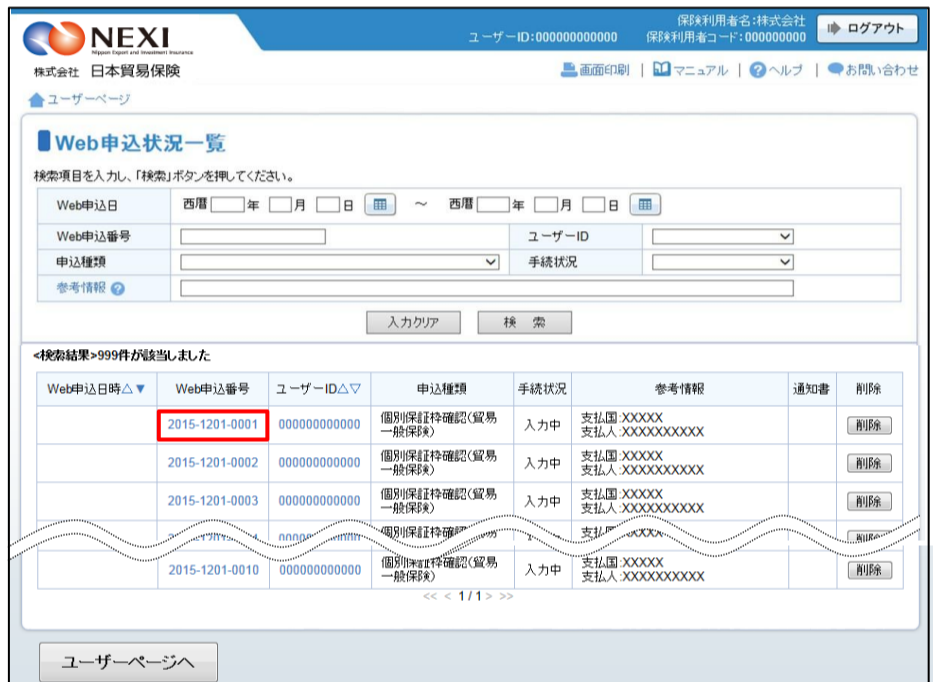 NEXI
Nippon Export and Investment Insurance
株式会社 日本貿易保険
ユーザーID:000000000000
保険利用者名:株式会社
保険利用者コード:000000000
ログアウト
画面印刷 | マニュアル | ヘルプ | お問い合わせ
ユーザーページ
Web申込状況一覧
検索項目を入力し、「検索」ボタンを押してください。
Web申込日 西暦 年 月 日 ～ 西暦 年 月 日
Web申込番号 ユーザーID
申込種類 手続状況
参考情報
入力クリア 検 索
<検索結果>999件が該当しました
Web申込日時△▼ Web申込番号 ユーザーID△▽ 申込種類 手続状況 参考情報 通知書 削除
2015-1201-0001 000000000000 個別保証枠確認(貿易一般保険) 入力中 支払国:XXXXX 支払人:XXXXXXXXXX 削除
2015-1201-0002 000000000000 個別保証枠確認(貿易一般保険) 入力中 支払国:XXXXX 支払人:XXXXXXXXXX 削除
2015-1201-0003 000000000000 個別保証枠確認(貿易一般保険) 入力中 支払国:XXXXX 支払人:XXXXXXXXXX 削除
2015-1201-0010 000000000000 個別保証枠確認(貿易一般保険) 入力中 支払国:XXXXX 支払人:XXXXXXXXXX 削除
<< < 1 / 1 > >>
ユーザーページへ